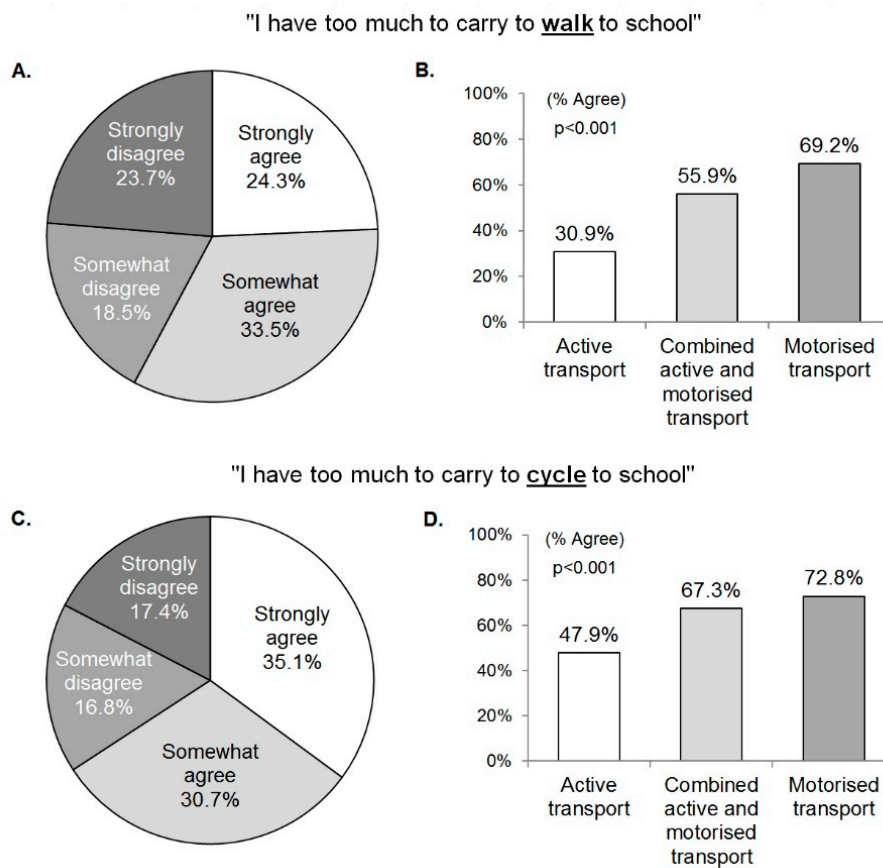 "I have too much to carry to walk to school"
A.
Strongly
disagree
23.7%
Strongly
agree
24.3%
Somewhat
disagree
18.5%
Somewhat
agree
33.5%
B.
100%
80%
60%
40%
20%
0%
(% Agree)
p<0.001
30.9%
55.9%
69.2%
Active
transport
Combined
active and
motorised
transport
Motorised
transport
"I have too much to carry to cycle to school"
C.
Strongly
disagree
17.4%
Strongly
agree
35.1%
Somewhat
disagree
16.8%
Somewhat
agree
30.7%
D.
100%
80%
60%
40%
20%
0%
(% Agree)
p<0.001
47.9%
67.3%
72.8%
Active
transport
Combined
active and
motorised
transport
Motorised
transport